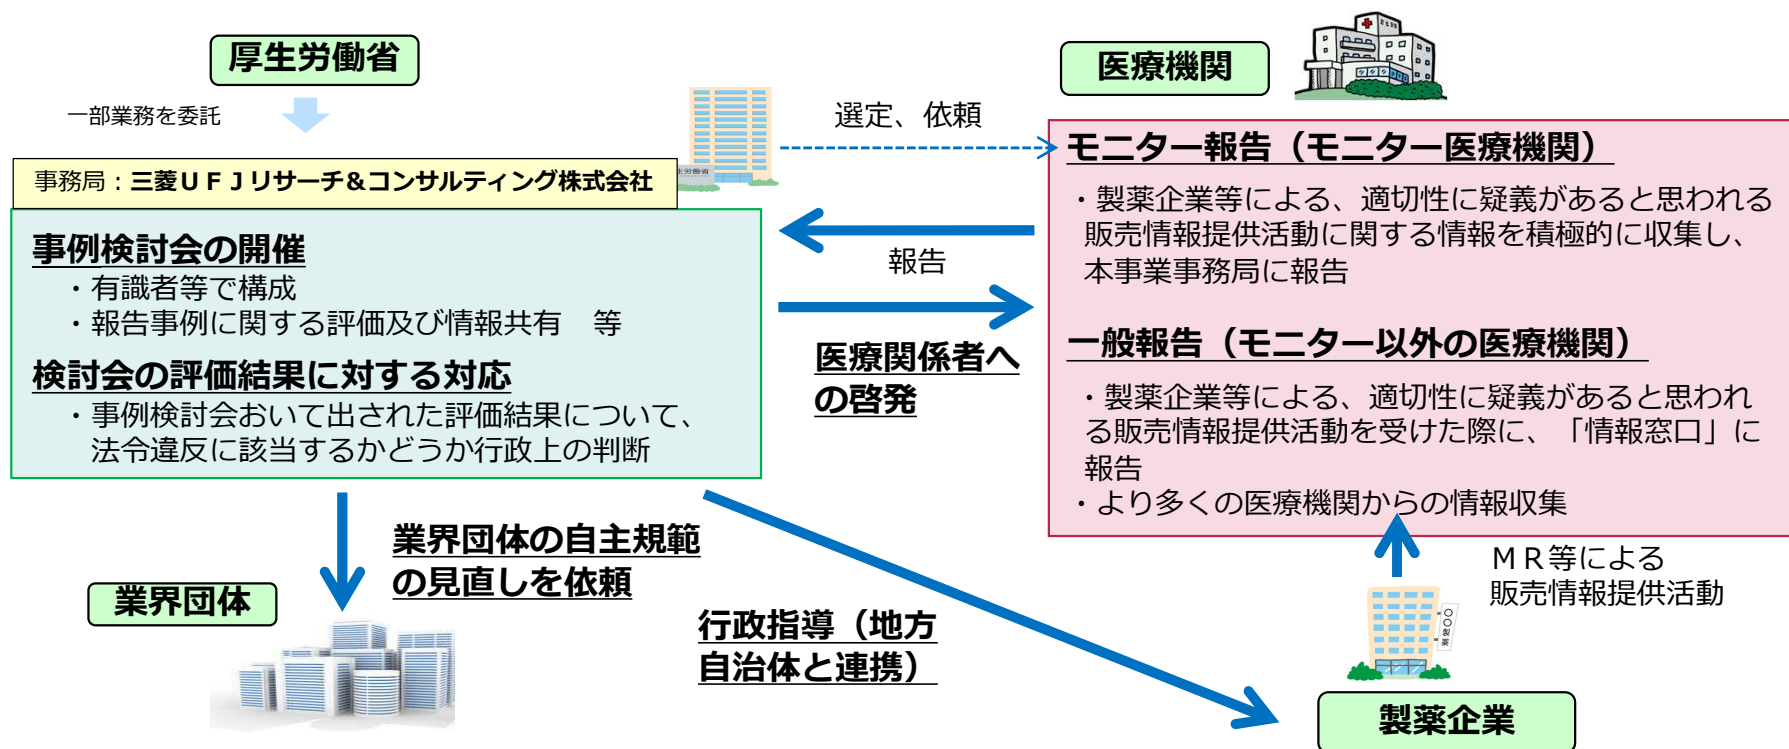 厚生労働省
一部業務を委託
事務局：三菱ＵＦＪリサーチ&コンサルティング株式会社
事例検討会の開催
・有識者等で構成
・報告事例に関する評価及び情報共有　等
検討会の評価結果に対する対応
・事例検討会おいて出された評価結果について、
法令違反に該当するかどうか行政上の判断
生労働省
選定、依頼
報告
医療関係者へ
の啓発
医療機関
モニター報告（モニター医療機関）
・製薬企業等による、適切性に疑義があると思われる
販売情報提供活動に関する情報を積極的に収集し、
本事業事務局に報告
一般報告（モニター以外の医療機関）
・製薬企業等による、適切性に疑義があると思われ
る販売情報提供活動を受けた際に、「情報窓口」に
報告
・より多くの医療機関からの情報収集
ＭＲ等による
販売情報提供活動
業界団体の自主規範
の見直しを依頼
業界団体
行政指導（地方
自治体と連携）
〇〇製薬
製薬企業